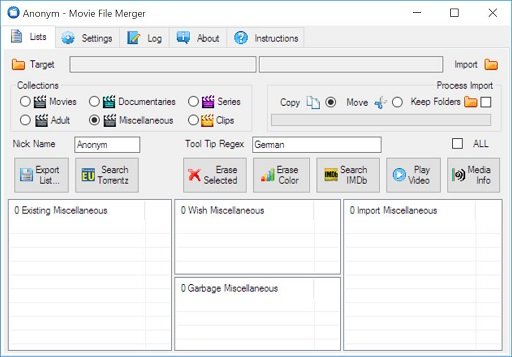 Anonym - Movie File Merger
Lists Settings Log About Instructions
Target Import
Collections Process Import
Movies Documentaries Series Copy Move Keep Folders
Adult Miscellaneous Clips
Nick Name Anonym Tool Tip Regex German ALL
Export List... Search Torrentz Erase Selected Erase Color Search IMDb Play Video Media Info
0 Existing Miscellaneous 0 Wish Miscellaneous 0 Import Miscellaneous
0 Garbage Miscellaneous